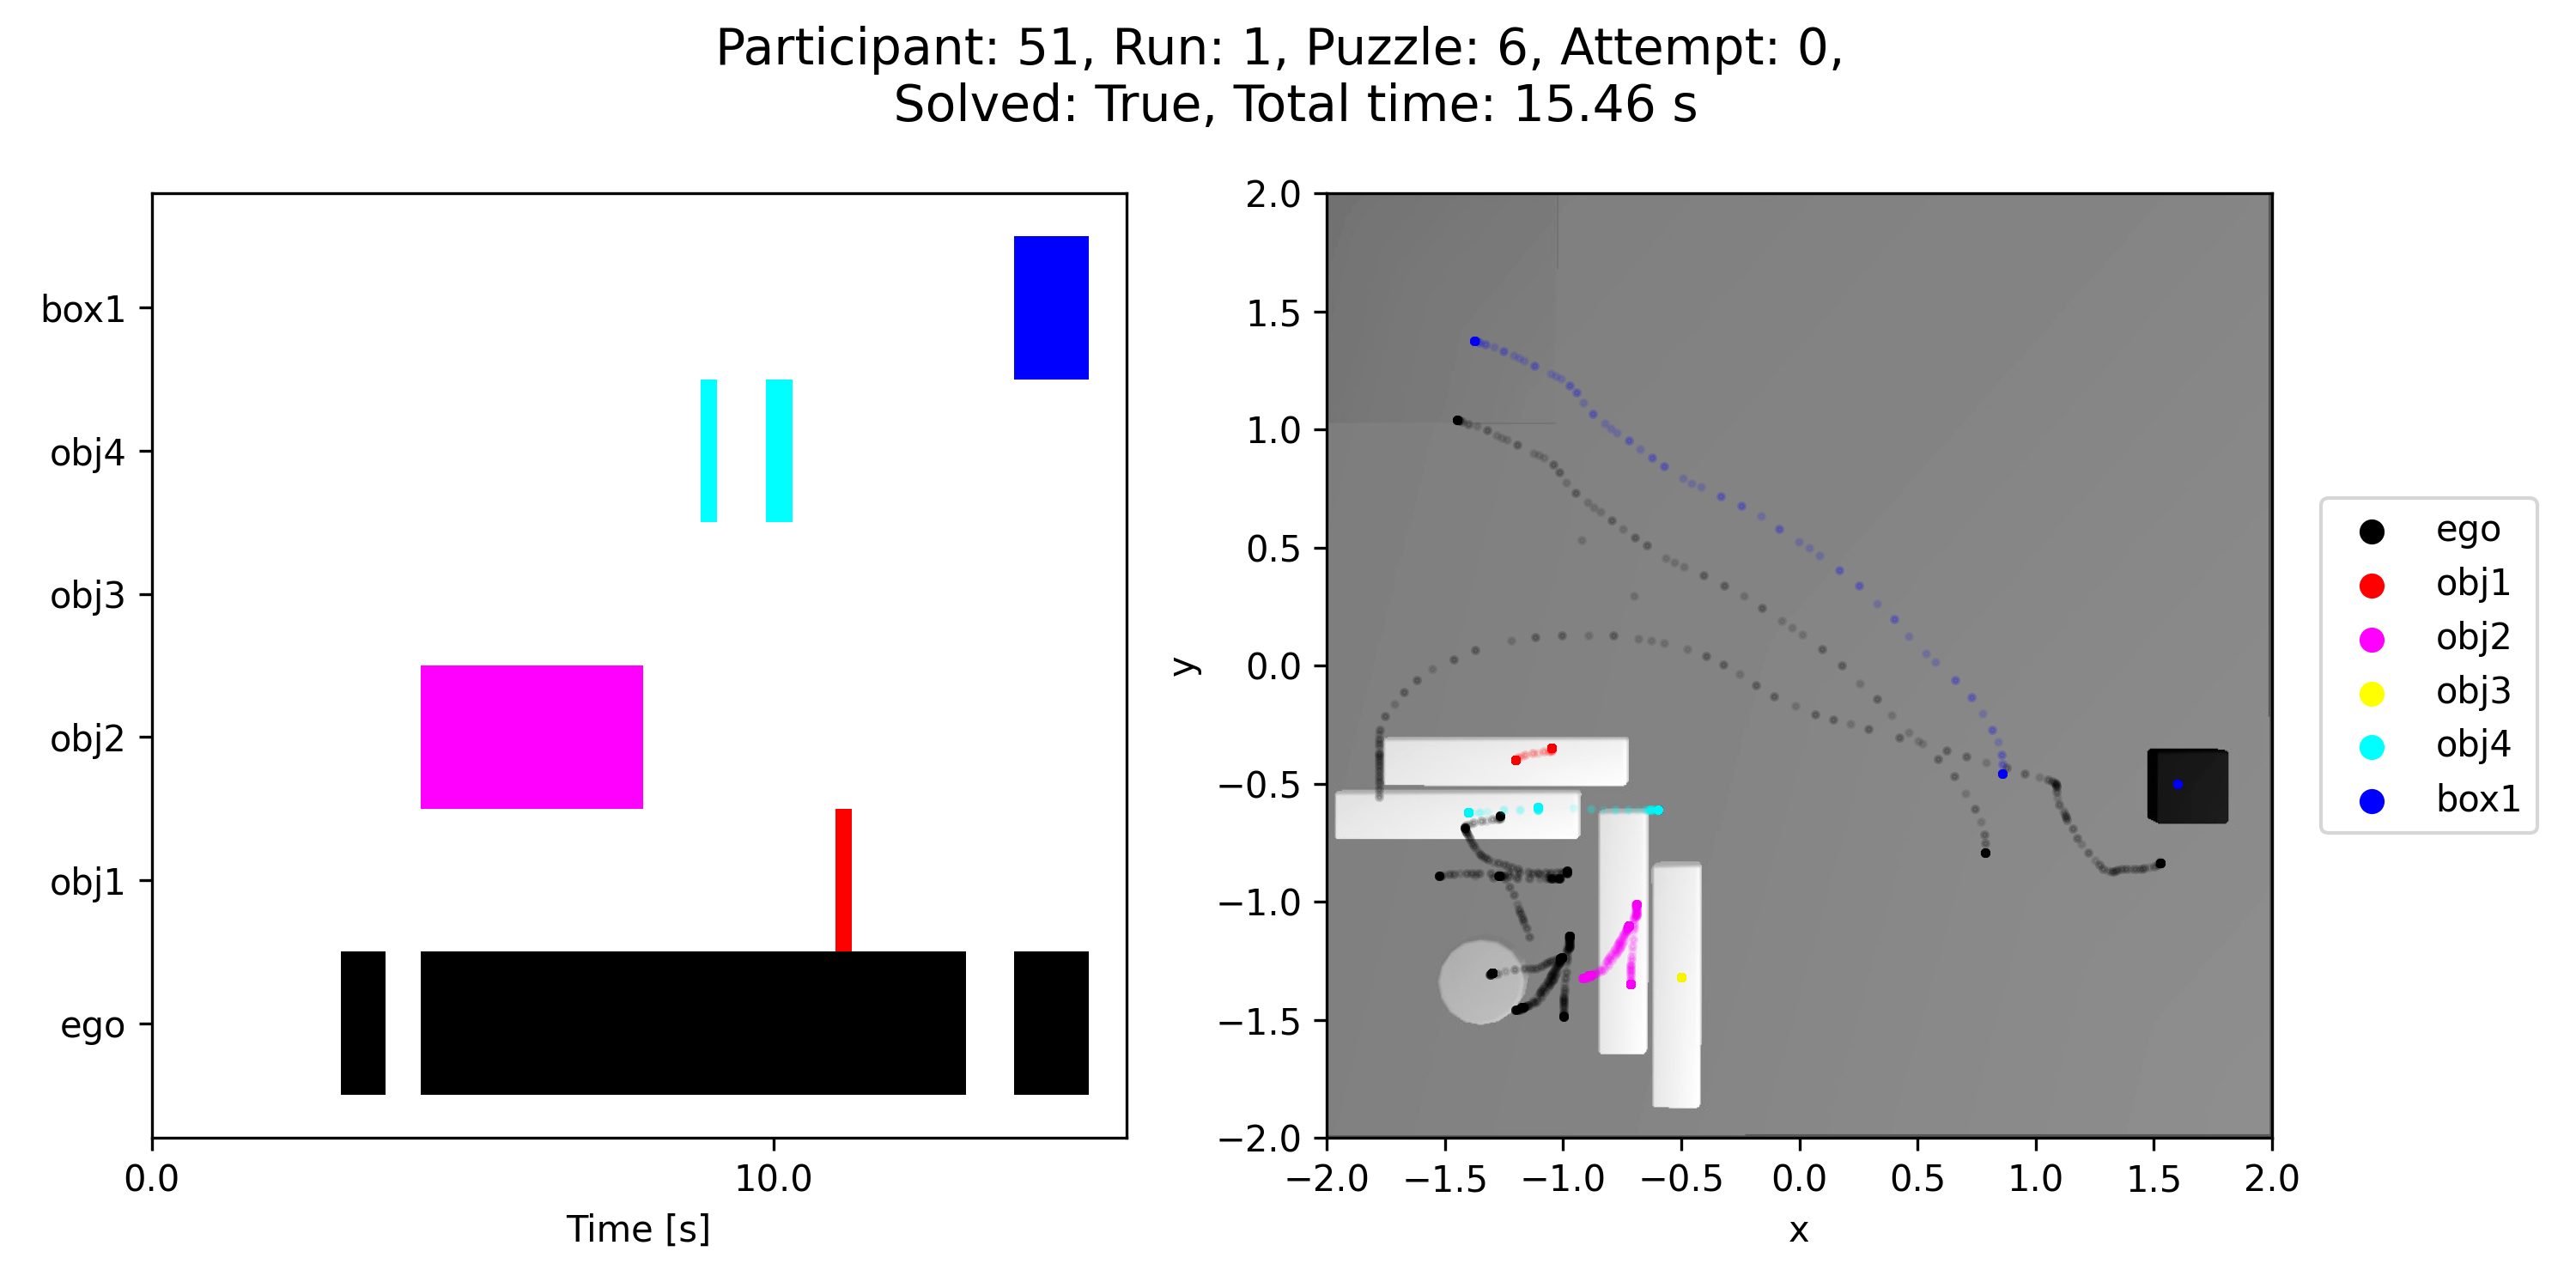 Participant: 51, Run: 1, Puzzle: 6, Attempt: 0,
Solved: True, Total time: 15.46 s
box1
obj4
obj3
obj2
obj1
ego
0.0
10.0
Time [s]
2.0
1.5
1.0
0.5
0.0
−0.5
−1.0
−1.5
−2.0
y
−2.0
−1.5
−1.0
−0.5
0.0
0.5
1.0
1.5
2.0
x
ego
obj1
obj2
obj3
obj4
box1